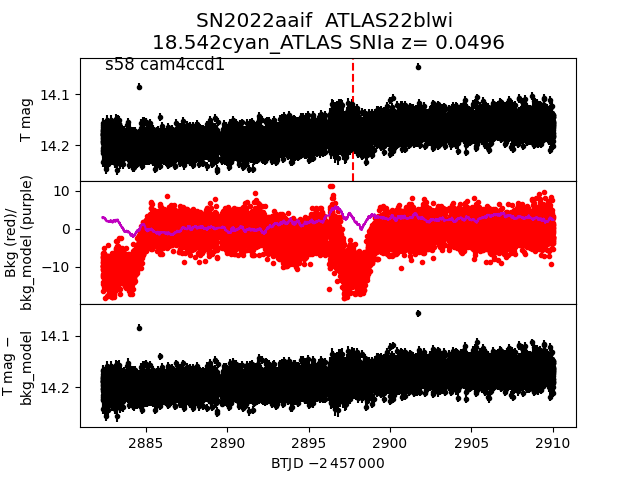 SN2022aaif  ATLAS22blwi
18.542cyan_ATLAS SNIa z= 0.0496
s58 cam4ccd1
14.1
14.2
T mag
10
0
−10
Bkg (red)/
bkg_model (purple)
14.1
14.2
T mag −
bkg_model
2885 2890 2895 2900 2905 2910
BTJD −2 457 000